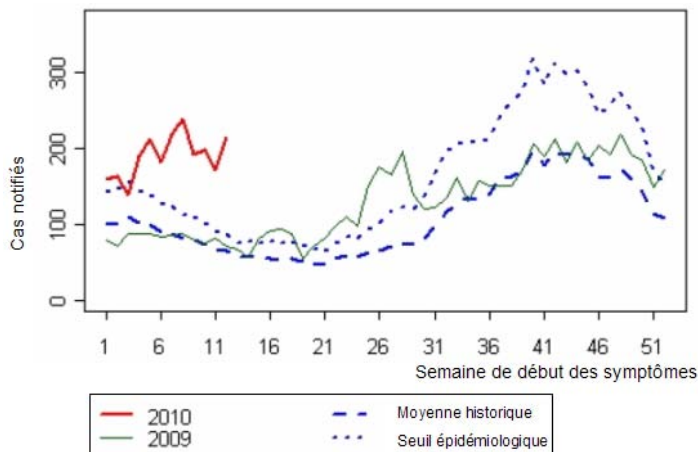 300
200
100
0
Cas notifiés
1 6 11 16 21 26 31 36 41 46 51
Semaine de début des symptômes
2010 Moyenne historique
2009 Seuil épidémiologique